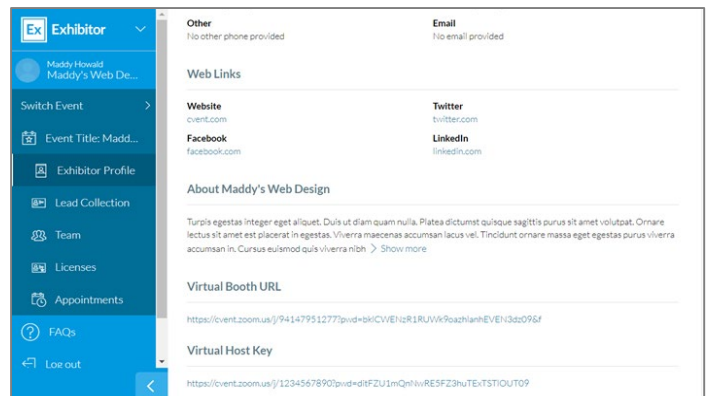 Ex Exhibitor
Maddy Howald
Maddy's Web De...
Switch Event
Event Title: Madd...
Exhibitor Profile
Lead Collection
Team
Licenses
Appointments
FAQs
Log out
Other
No other phone provided
Email
No email provided
Web Links
Website
cvent.com
Twitter
twitter.com
Facebook
facebook.com
LinkedIn
linkedin.com
About Maddy's Web Design
Turpis egestas integer eget aliquet. Duis ut diam quam nulla. Platea dictumst quisque sagittis purus sit amet volutpat. Ornare
lectus sit amet est placerat in egestas. Viverra maecenas accumsan lacus vel. Tincidunt ornare massa eget egestas purus viverra
accumsan in. Cursus euismod quis viverra nibh > Show more
Virtual Booth URL
https://cvent.zoom.us/j/94147951277?pwd=bklCWENzR1RUWk9oazhlanhEVEN3dz09&f
Virtual Host Key
https://cvent.zoom.us/j/1234567890?pwd=ditFZU1mQnNwRE5FZ3huTExTSTlOUT09